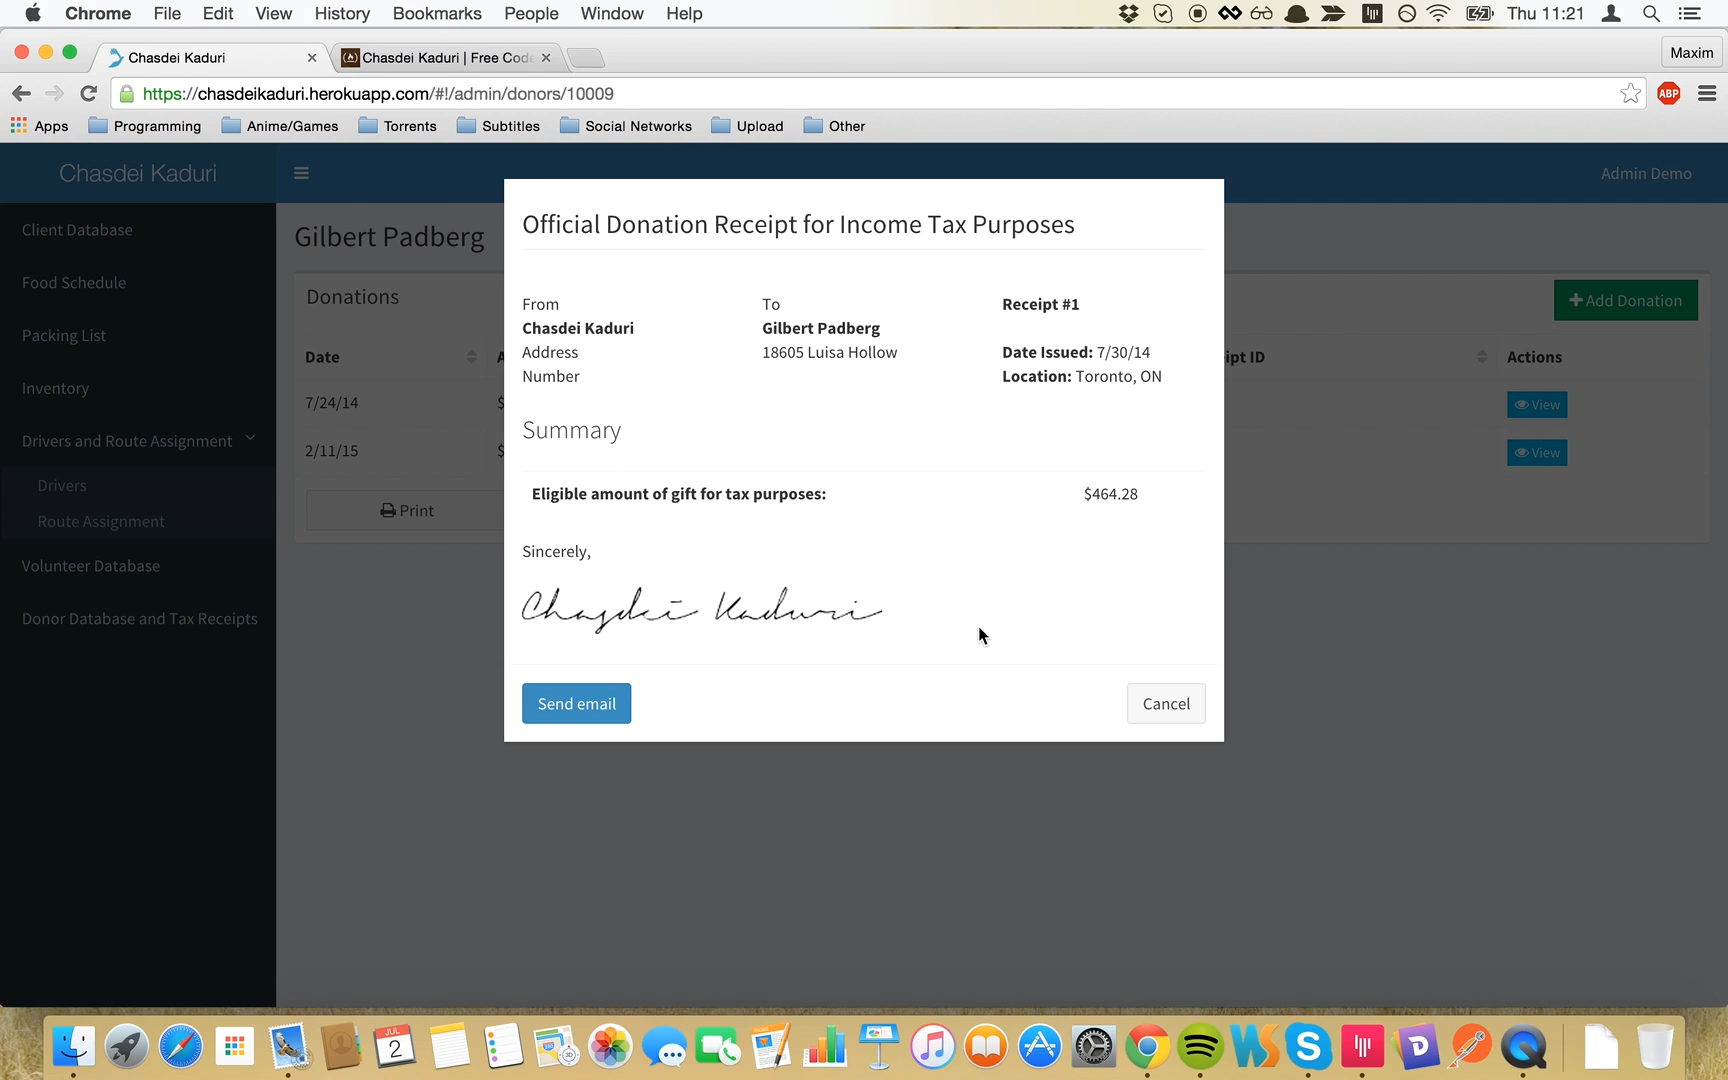 Chrome File Edit View History Bookmarks People Window Help Thu 11:21
Chasdei Kaduri Chasdei Kaduri | Free Cod Maxim
https://chasdeikaduri.herokuapp.com/#!/admin/donors/10009 ABP
Apps Programming Anime/Games Torrents Subtitles Social Networks Upload Other
Chasdei Kaduri Admin Demo
Client Database
Food Schedule
Packing List
Inventory
Drivers and Route Assignment
Drivers
Route Assignment
Volunteer Database
Donor Database and Tax Receipts
Gilbert Padberg
Donations Add Donation
Date A ipt ID Actions
7/24/14 $ View
2/11/15 $ View
Print
Official Donation Receipt for Income Tax Purposes
From To Receipt #1
Chasdei Kaduri Gilbert Padberg
Address 18605 Luisa Hollow Date Issued: 7/30/14
Number Location: Toronto, ON
Summary
Eligible amount of gift for tax purposes: $464.28
Sincerely,
Chasdei Kaduri
Send email Cancel
JUL
2